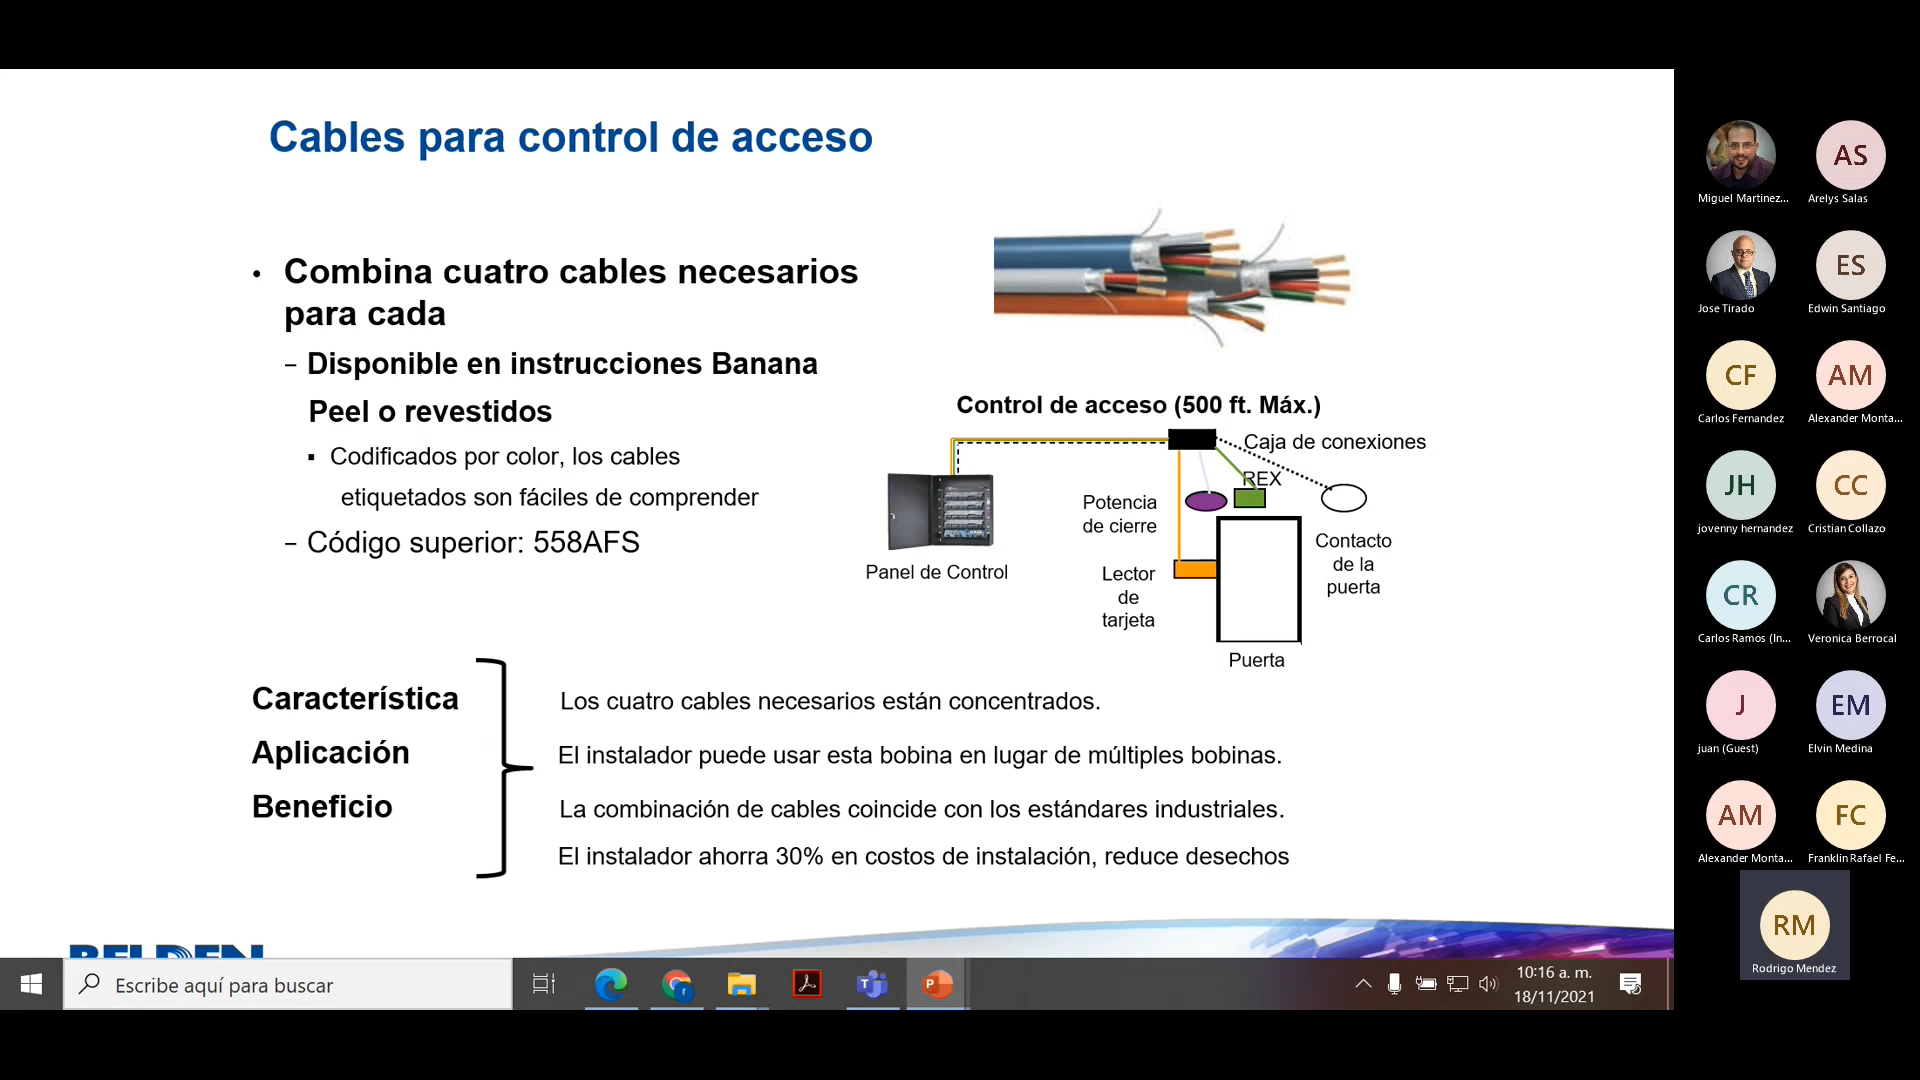 Cables para control de acceso
• Combina cuatro cables necesarios
para cada
– Disponible en instrucciones Banana
Peel o revestidos
▪ Codificados por color, los cables
etiquetados son fáciles de comprender
– Código superior: 558AFS
Control de acceso (500 ft. Máx.)
Caja de conexiones
REX
Potencia
de cierre
Contacto
de la
puerta
Panel de Control
Lector
de
tarjeta
Puerta
Característica
Los cuatro cables necesarios están concentrados.
Aplicación
El instalador puede usar esta bobina en lugar de múltiples bobinas.
Beneficio
La combinación de cables coincide con los estándares industriales.
El instalador ahorra 30% en costos de instalación, reduce desechos
BELDEN
Escribe aquí para buscar
10:16 a. m.
18/11/2021
Miguel Martinez...
AS
Arelys Salas
Jose Tirado
ES
Edwin Santiago
CF
Carlos Fernandez
AM
Alexander Monta...
JH
jovenny hernandez
CC
Cristian Collazo
CR
Carlos Ramos (In...
Veronica Berrocal
J
juan (Guest)
EM
Elvin Medina
AM
Alexander Monta...
FC
Franklin Rafael Fe...
RM
Rodrigo Mendez